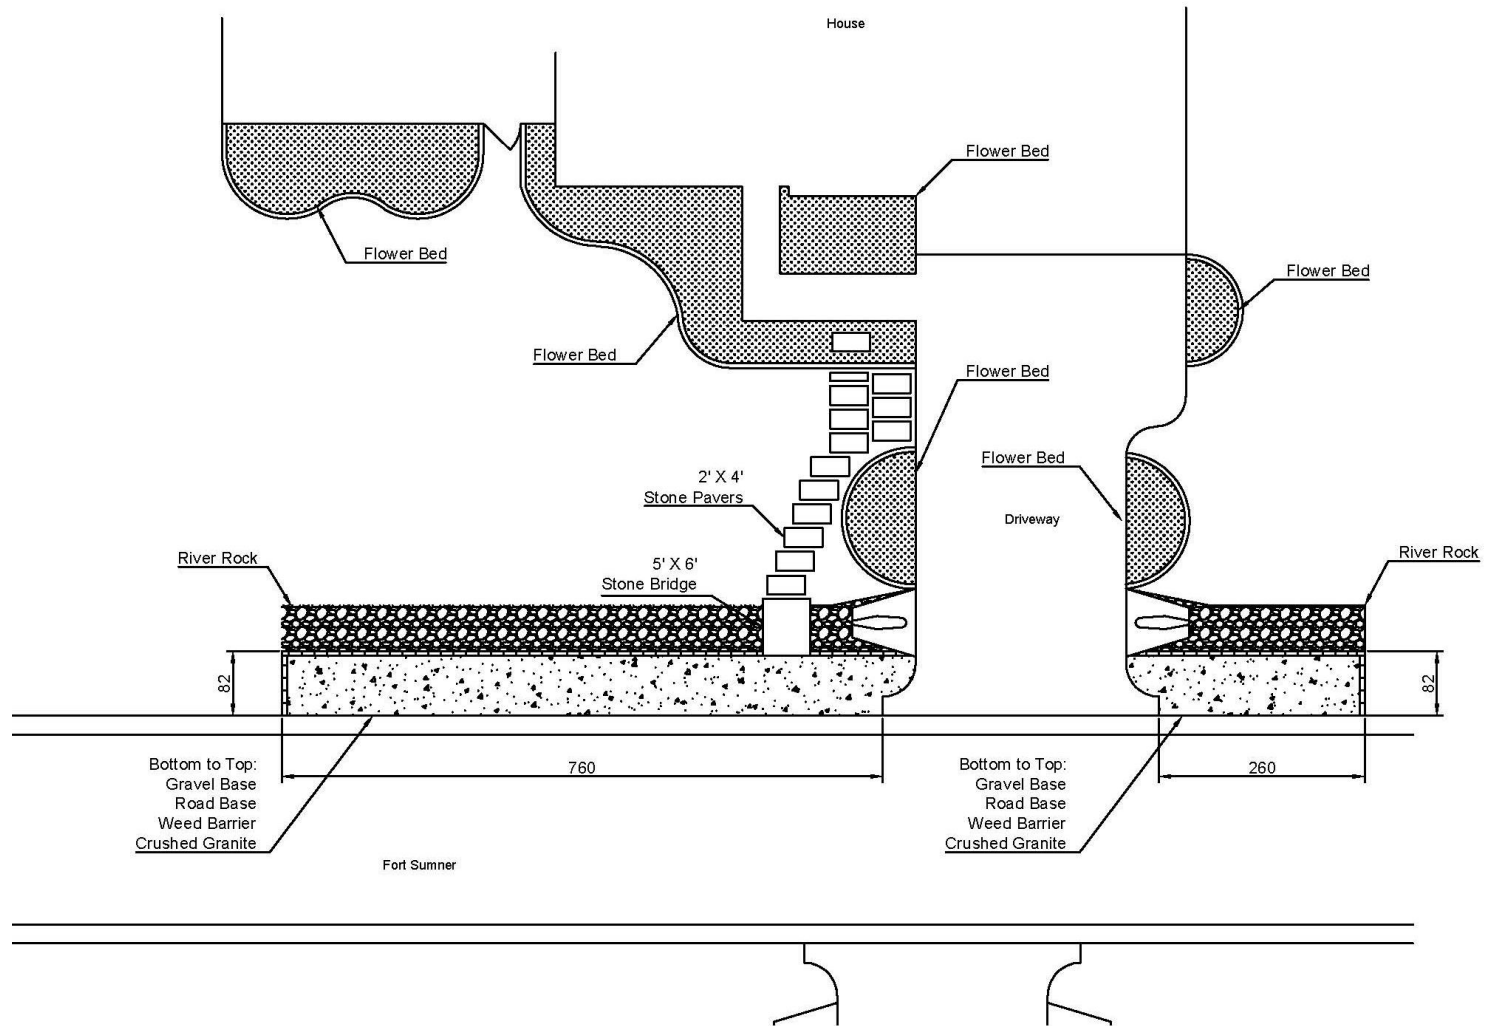 House
Flower Bed
Flower Bed
Flower Bed
Flower Bed
Flower Bed
Flower Bed
2' X 4'
Stone Pavers
Driveway
River Rock
5' X 6'
Stone Bridge
River Rock
82
82
760
260
Bottom to Top:
Gravel Base
Road Base
Weed Barrier
Crushed Granite
Bottom to Top:
Gravel Base
Road Base
Weed Barrier
Crushed Granite
Fort Sumner